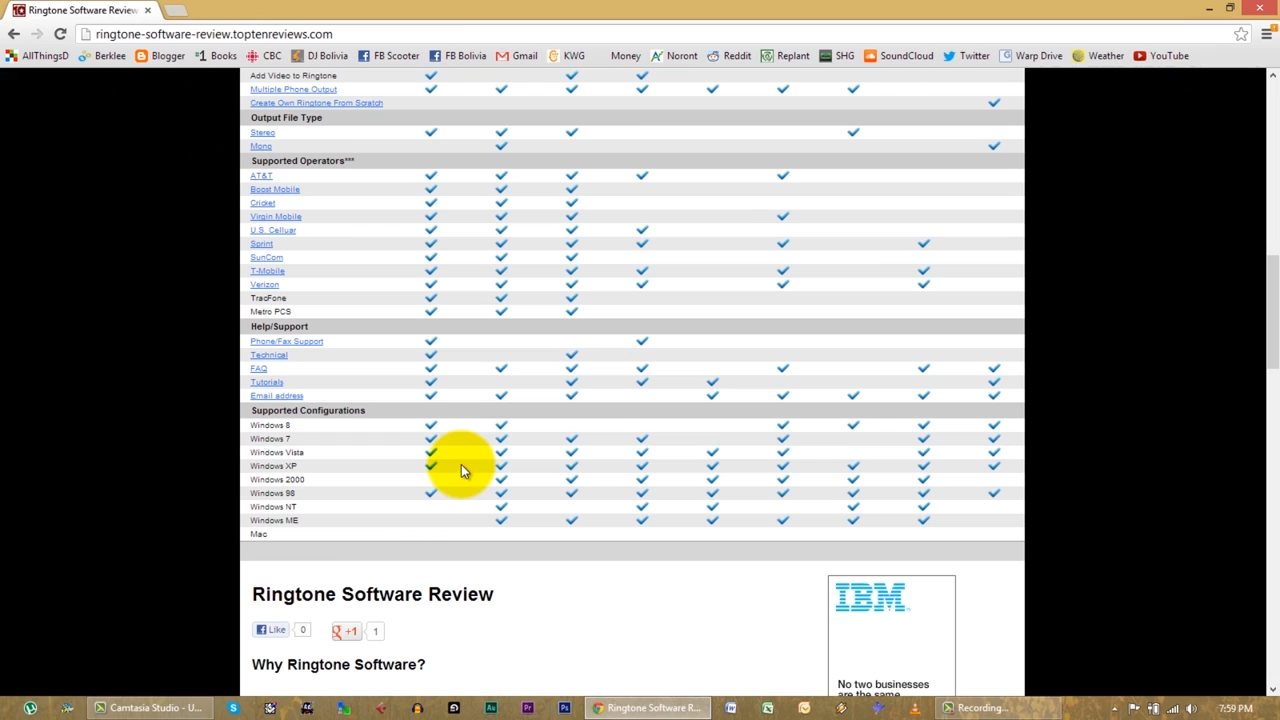 Ringtone Software Review
ringtone-software-review.toptenreviews.com
AllThingsD Berklee Blogger Books CBC DJ Bolivia FB Scooter FB Bolivia Gmail KWG Money Noront Reddit Replant SHG SoundCloud Twitter Warp Drive Weather YouTube
Add Video to Ringtone
Multiple Phone Output
Create Own Ringtone From Scratch
Output File Type
Stereo
Mono
Supported Operators***
AT&T
Boost Mobile
Cricket
Virgin Mobile
U.S. Celluar
Sprint
SunCom
T-Mobile
Verizon
TracFone
Metro PCS
Help/Support
Phone/Fax Support
Technical
FAQ
Tutorials
Email address
Supported Configurations
Windows 8
Windows 7
Windows Vista
Windows XP
Windows 2000
Windows 98
Windows NT
Windows ME
Mac
Ringtone Software Review
IBM
Like 0 +1 1
Why Ringtone Software?
No two businesses
are the same.
Camtasia Studio - U... Ringtone Software R... Recording... 7:59 PM